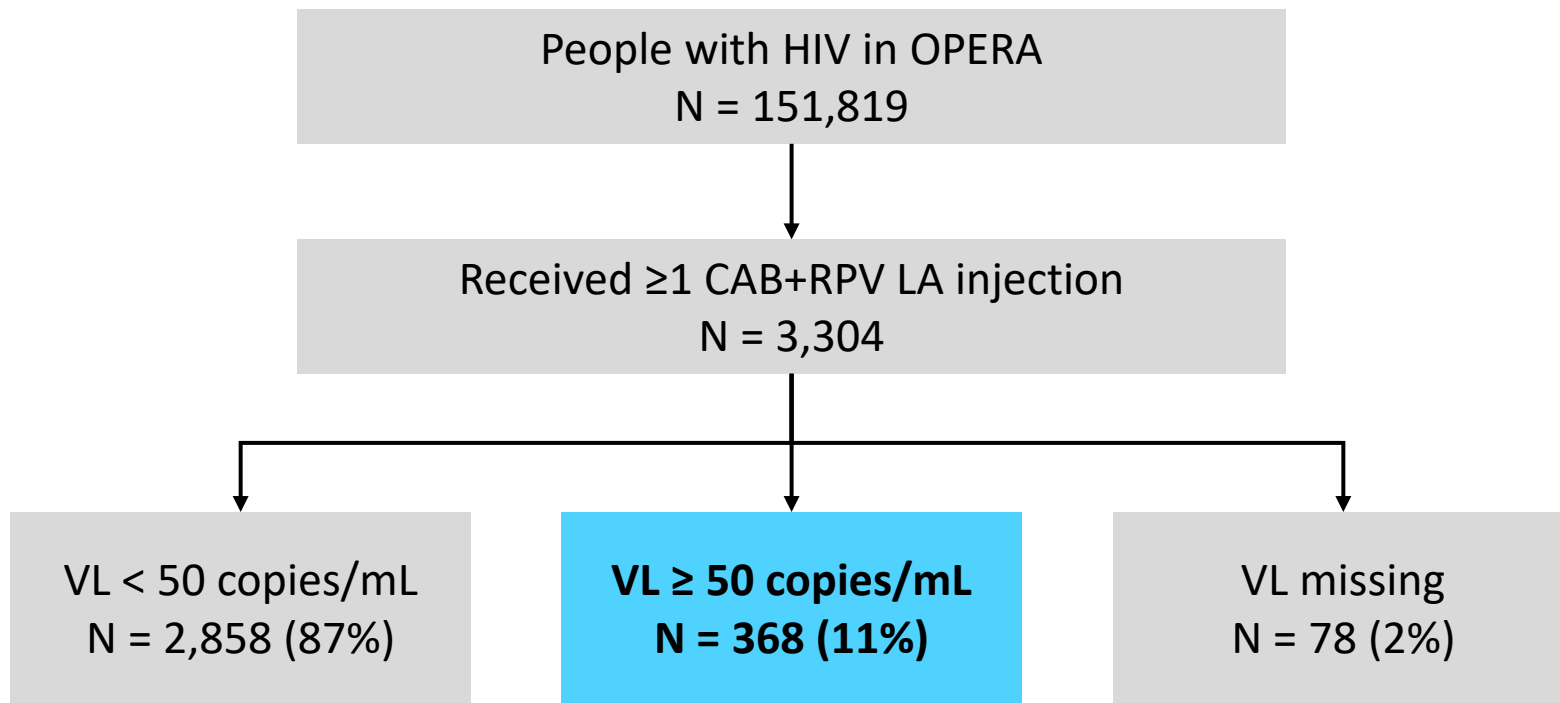 People with HIV in OPERA
N = 151,819
Received ≥1 CAB+RPV LA injection
N = 3,304
VL < 50 copies/mL
N = 2,858 (87%)
VL ≥ 50 copies/mL
N = 368 (11%)
VL missing
N = 78 (2%)